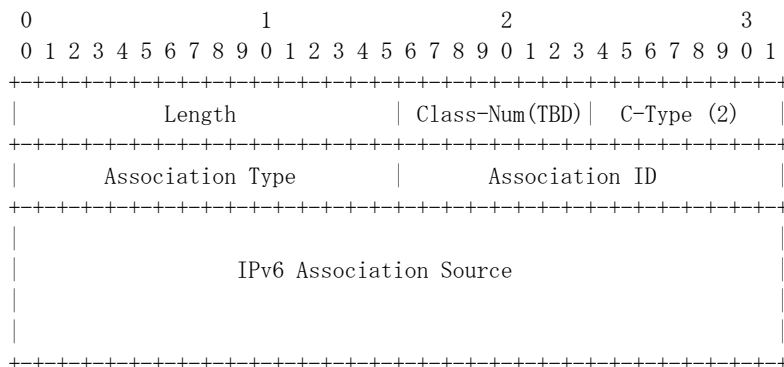 0                   1                   2                   3
0 1 2 3 4 5 6 7 8 9 0 1 2 3 4 5 6 7 8 9 0 1 2 3 4 5 6 7 8 9 0 1
+-+-+-+-+-+-+-+-+-+-+-+-+-+-+-+-+-+-+-+-+-+-+-+-+-+-+-+-+-+-+-+-+
|            Length             | Class-Num(TBD)|  C-Type (2)   |
+-+-+-+-+-+-+-+-+-+-+-+-+-+-+-+-+-+-+-+-+-+-+-+-+-+-+-+-+-+-+-+-+
|       Association Type        |       Association ID          |
+-+-+-+-+-+-+-+-+-+-+-+-+-+-+-+-+-+-+-+-+-+-+-+-+-+-+-+-+-+-+-+-+
|                                                               |
|                  IPv6 Association Source                      |
|                                                               |
|                                                               |
+-+-+-+-+-+-+-+-+-+-+-+-+-+-+-+-+-+-+-+-+-+-+-+-+-+-+-+-+-+-+-+-+